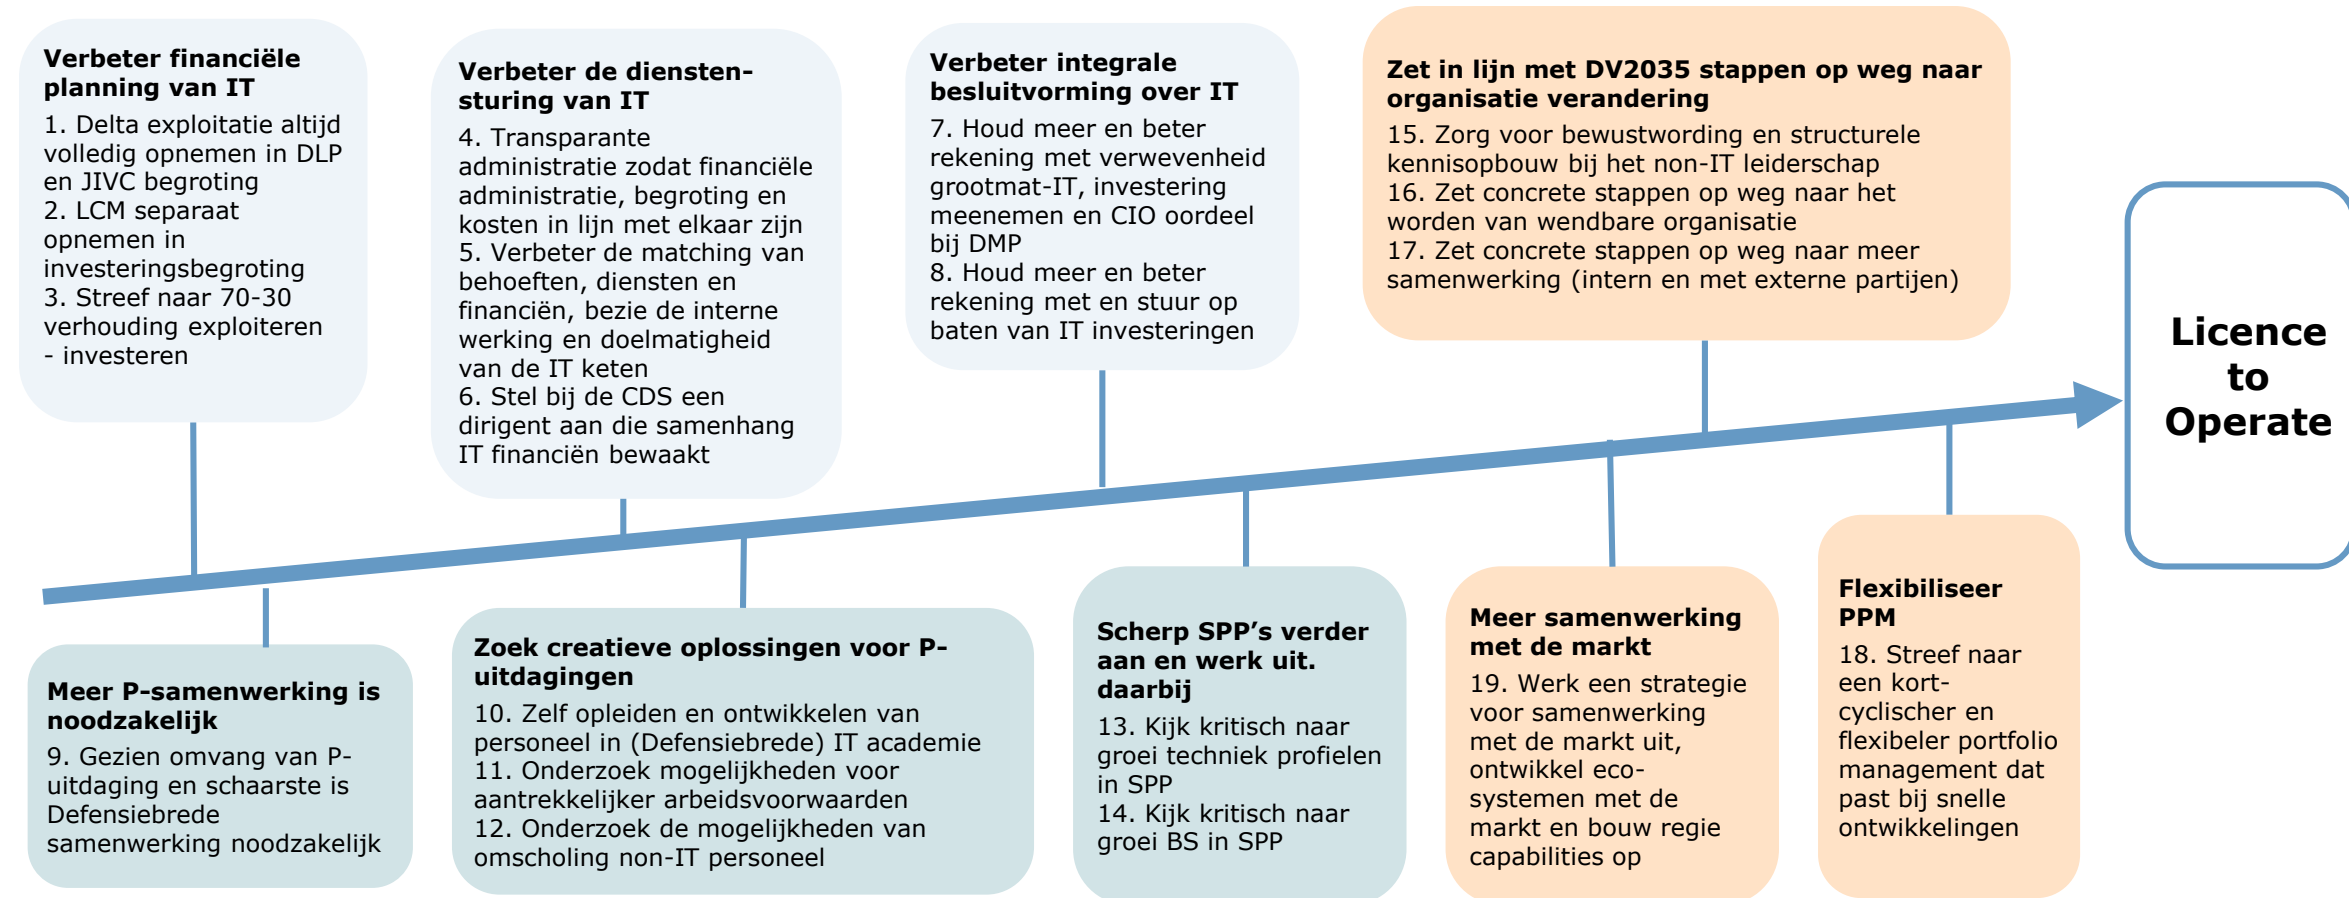 Verbeter financiële
planning van IT
1. Delta exploitatie altijd
volledig opnemen in DLP
en JIVC begroting
2. LCM separaat
opnemen in
investeringsbegroting
3. Streef naar 70-30
verhouding exploiteren
- investeren
Verbeter de diensten-
sturing van IT
4. Transparante
administratie zodat financiële
administratie, begroting en
kosten in lijn met elkaar zijn
5. Verbeter de matching van
behoeften, diensten en
financiën, bezie de interne
werking en doelmatigheid
van de IT keten
6. Stel bij de CDS een
dirigent aan die samenhang
IT financiën bewaakt
Verbeter integrale
besluitvorming over IT
7. Houd meer en beter
rekening met verwevenheid
grootmat-IT, investering
meenemen en CIO oordeel
bij DMP
8. Houd meer en beter
rekening met en stuur op
baten van IT investeringen
Zet in lijn met DV2035 stappen op weg naar
organisatie verandering
15. Zorg voor bewustwording en structurele
kennisopbouw bij het non-IT leiderschap
16. Zet concrete stappen op weg naar het
worden van wendbare organisatie
17. Zet concrete stappen op weg naar meer
samenwerking (intern en met externe partijen)
Licence
to
Operate
Meer P-samenwerking is
noodzakelijk
9. Gezien omvang van P-
uitdaging en schaarste is
Defensiebrede
samenwerking noodzakelijk
Zoek creatieve oplossingen voor P-
uitdagingen
10. Zelf opleiden en ontwikkelen van
personeel in (Defensiebrede) IT academie
11. Onderzoek mogelijkheden voor
aantrekkelijker arbeidsvoorwaarden
12. Onderzoek de mogelijkheden van
omscholing non-IT personeel
Scherp SPP’s verder
aan en werk uit.
daarbij
13. Kijk kritisch naar
groei techniek profielen
in SPP
14. Kijk kritisch naar
groei BS in SPP
Meer samenwerking
met de markt
19. Werk een strategie
voor samenwerking
met de markt uit,
ontwikkel eco-
systemen met de
markt en bouw regie
capabilities op
Flexibiliseer
PPM
18. Streef naar
een kort-
cyclischer en
flexibeler portfolio
management dat
past bij snelle
ontwikkelingen